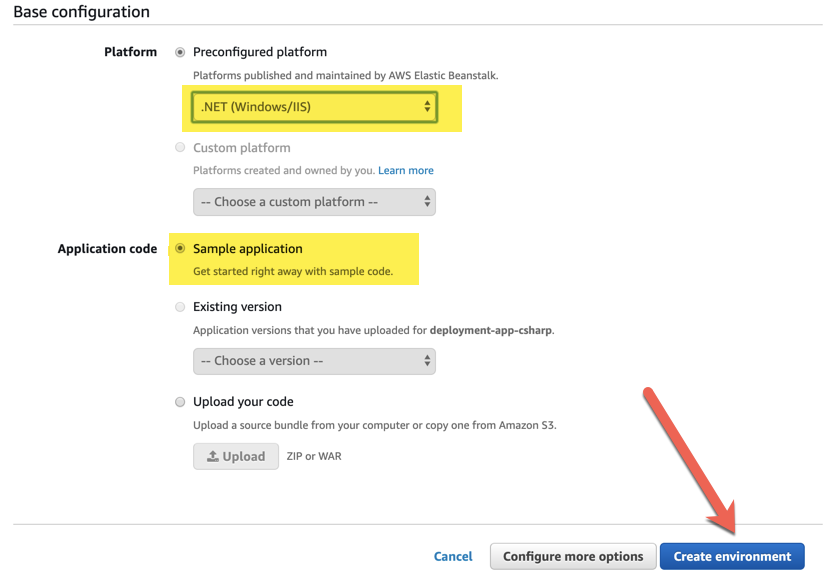 Base configuration
Platform
Preconfigured platform
Platforms published and maintained by AWS Elastic Beanstalk.
.NET (Windows/IIS)
Custom platform
Platforms created and owned by you. Learn more
-- Choose a custom platform --
Application code
Sample application
Get started right away with sample code.
Existing version
Application versions that you have uploaded for deployment-app-csharp.
-- Choose a version --
Upload your code
Upload a source bundle from your computer or copy one from Amazon S3.
Upload
ZIP or WAR
Cancel
Configure more options
Create environment